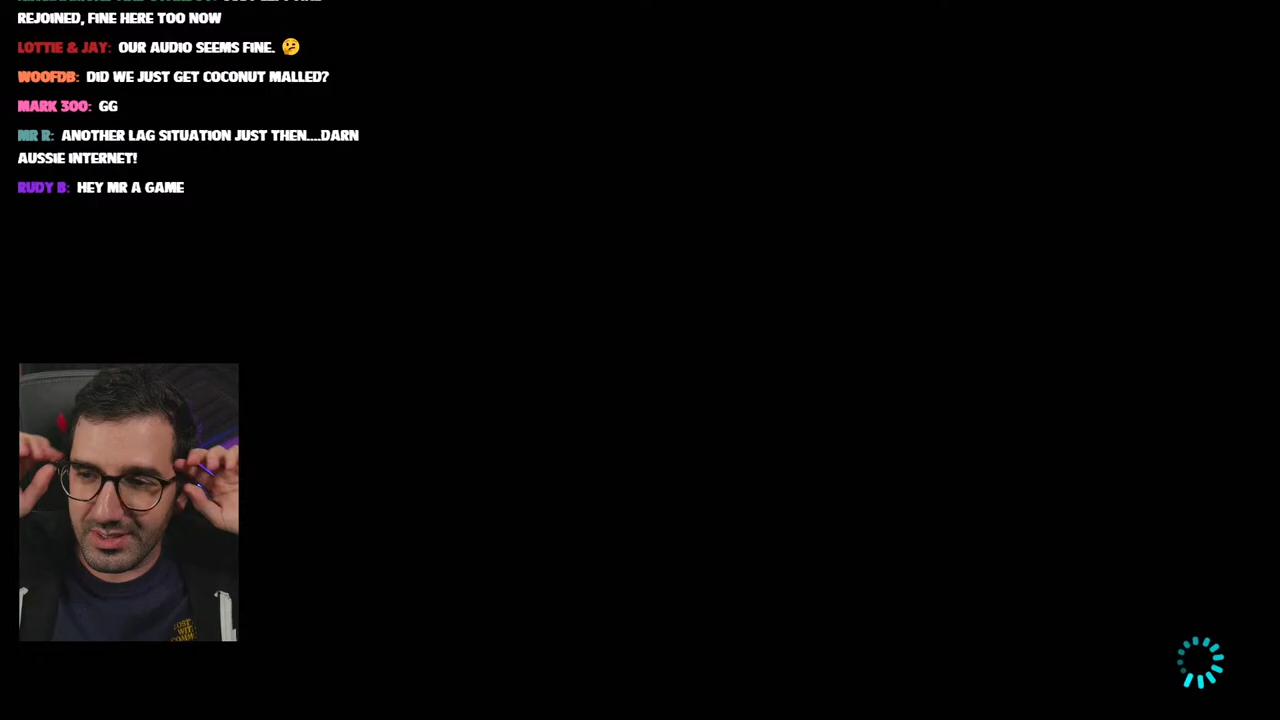 REJOINED, FINE HERE TOO NOW
LOTTIE & JAY: OUR AUDIO SEEMS FINE. 🤔
WOOFDB: DID WE JUST GET COCONUT MALLED?
MARK 300: GG
MR R: ANOTHER LAG SITUATION JUST THEN....DARN
AUSSIE INTERNET!
RUDY B: HEY MR A GAME